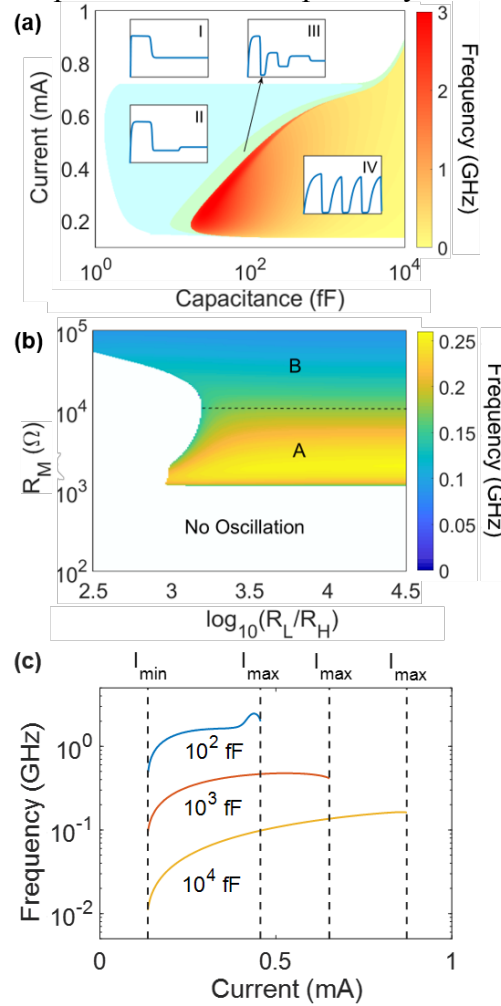 (a)
I
II
III
IV
1
0.8
0.6
0.4
0.2
Current (mA)
10^0
10^2
10^4
Capacitance (fF)
3
2
1
0
Frequency (GHz)
(b)
10^5
10^4
10^3
10^2
R_M (Ω)
B
A
No Oscillation
2.5
3
3.5
4
4.5
log_10(R_L/R_H)
0.25
0.2
0.15
0.1
0.05
0
Frequency (GHz)
(c)
I_min
I_max
I_max
I_max
10^0
10^-1
10^-2
Frequency (GHz)
10^2 fF
10^3 fF
10^4 fF
0
0.5
1
Current (mA)